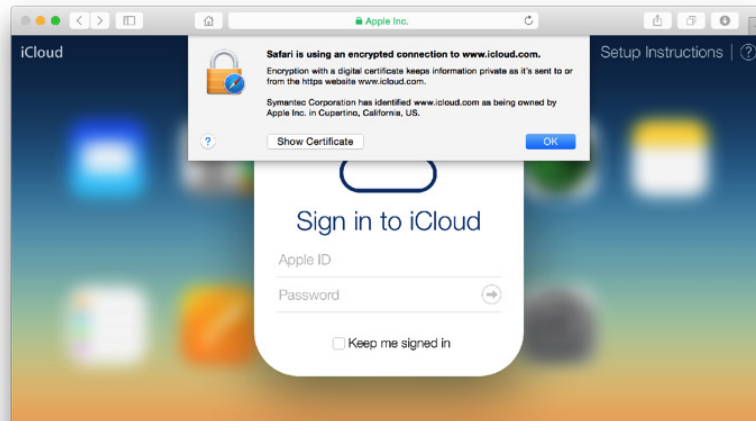 Apple Inc.
iCloud
Setup Instructions | ?
Safari is using an encrypted connection to www.icloud.com.
Encryption with a digital certificate keeps information private as it's sent to or
from the https website www.icloud.com.
Symantec Corporation has identified www.icloud.com as being owned by
Apple Inc. in Cupertino, California, US.
?
Show Certificate
OK
Sign in to iCloud
Apple ID
Password
Keep me signed in